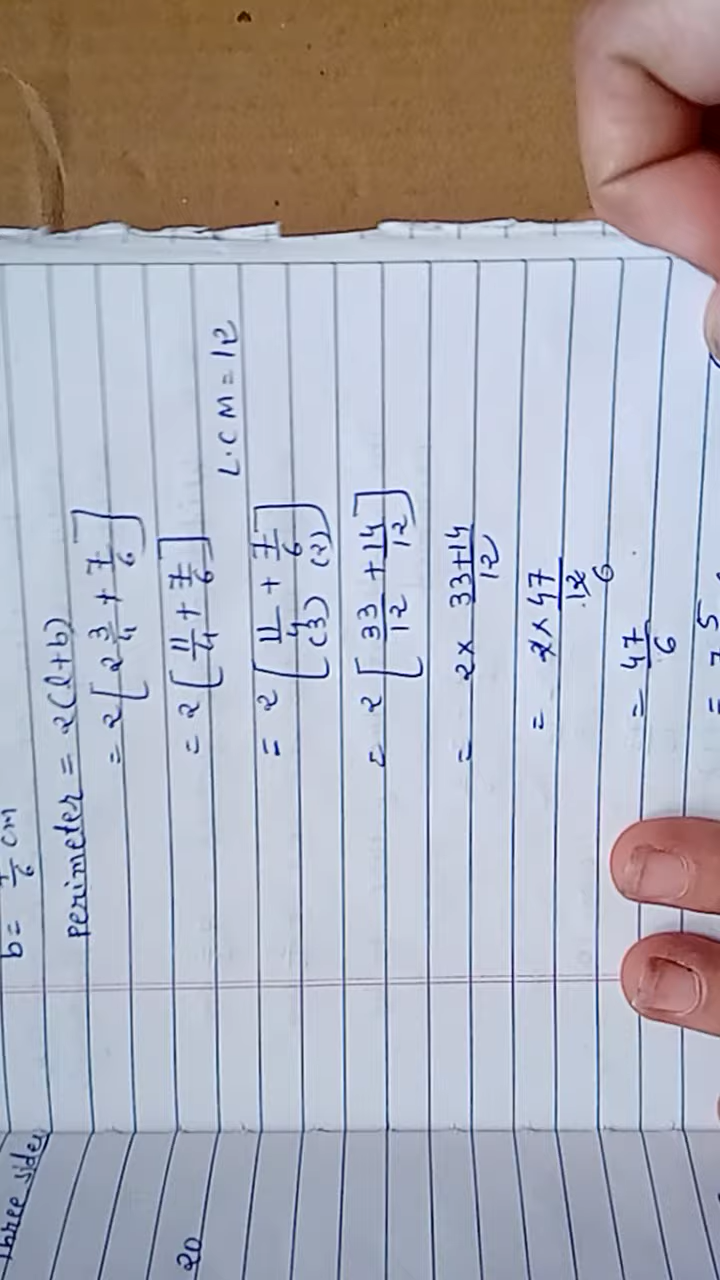 b = 7/6 cm
Perimeter = 2(l+b)
= 2[2 3/4 + 7/6]
= 2[11/4 + 7/6]
L.C M = 12
= 2[11/4 + 7/6]
(3) (2)
= 2[33/12 + 14/12]
= 2 x 33+14/12
= 2 x 47/12 6
= 47/6
= 7 5
Three sides
20